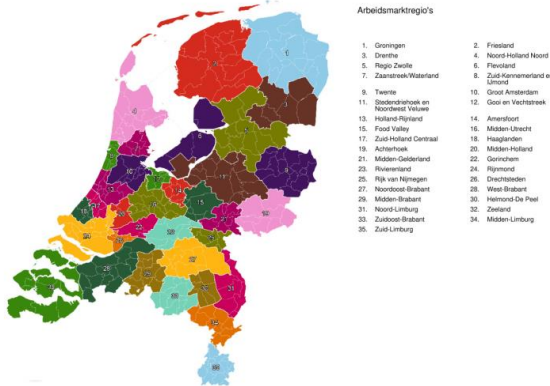 Arbeidsmarktregio's
1. Groningen 2. Friesland
3. Drenthe 4. Noord-Holland Noord
5. Regio Zwolle 6. Flevoland
7. Zaanstreek/Waterland 8. Zuid-Kennemerland e
IJmond
9. Twente 10. Groot Amsterdam
11. Stedendriehoek en 12. Gooi en Vechtstreek
Noordwest Veluwe
13. Holland-Rijnland 14. Amersfoort
15. Food Valley 16. Midden-Utrecht
17. Zuid-Holland Centraal 18. Haaglanden
19. Achterhoek 20. Midden-Holland
21. Midden-Gelderland 22. Gorinchem
23. Rivierenland 24. Rijnmond
25. Rijk van Nijmegen 26. Drechtsteden
27. Noordoost-Brabant 28. West-Brabant
29. Midden-Brabant 30. Helmond-De Peel
31. Noord-Limburg 32. Zeeland
33. Zuidoost-Brabant 34. Midden-Limburg
35. Zuid-Limburg